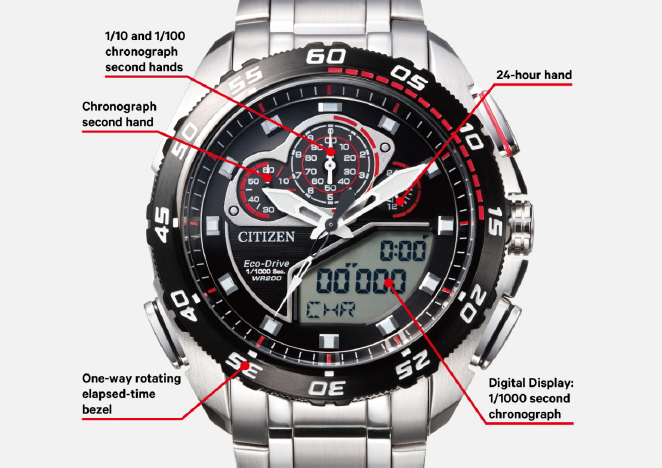 1/10 and 1/100
chronograph
second hands
24-hour hand
Chronograph
second hand
60
55
05
50
10
45
15
40
20
35
25
30
CITIZEN
Eco-Drive
1/1000 Sec.
WR200
0:00
00'000
CHR
One-way rotating
elapsed-time
bezel
Digital Display:
1/1000 second
chronograph